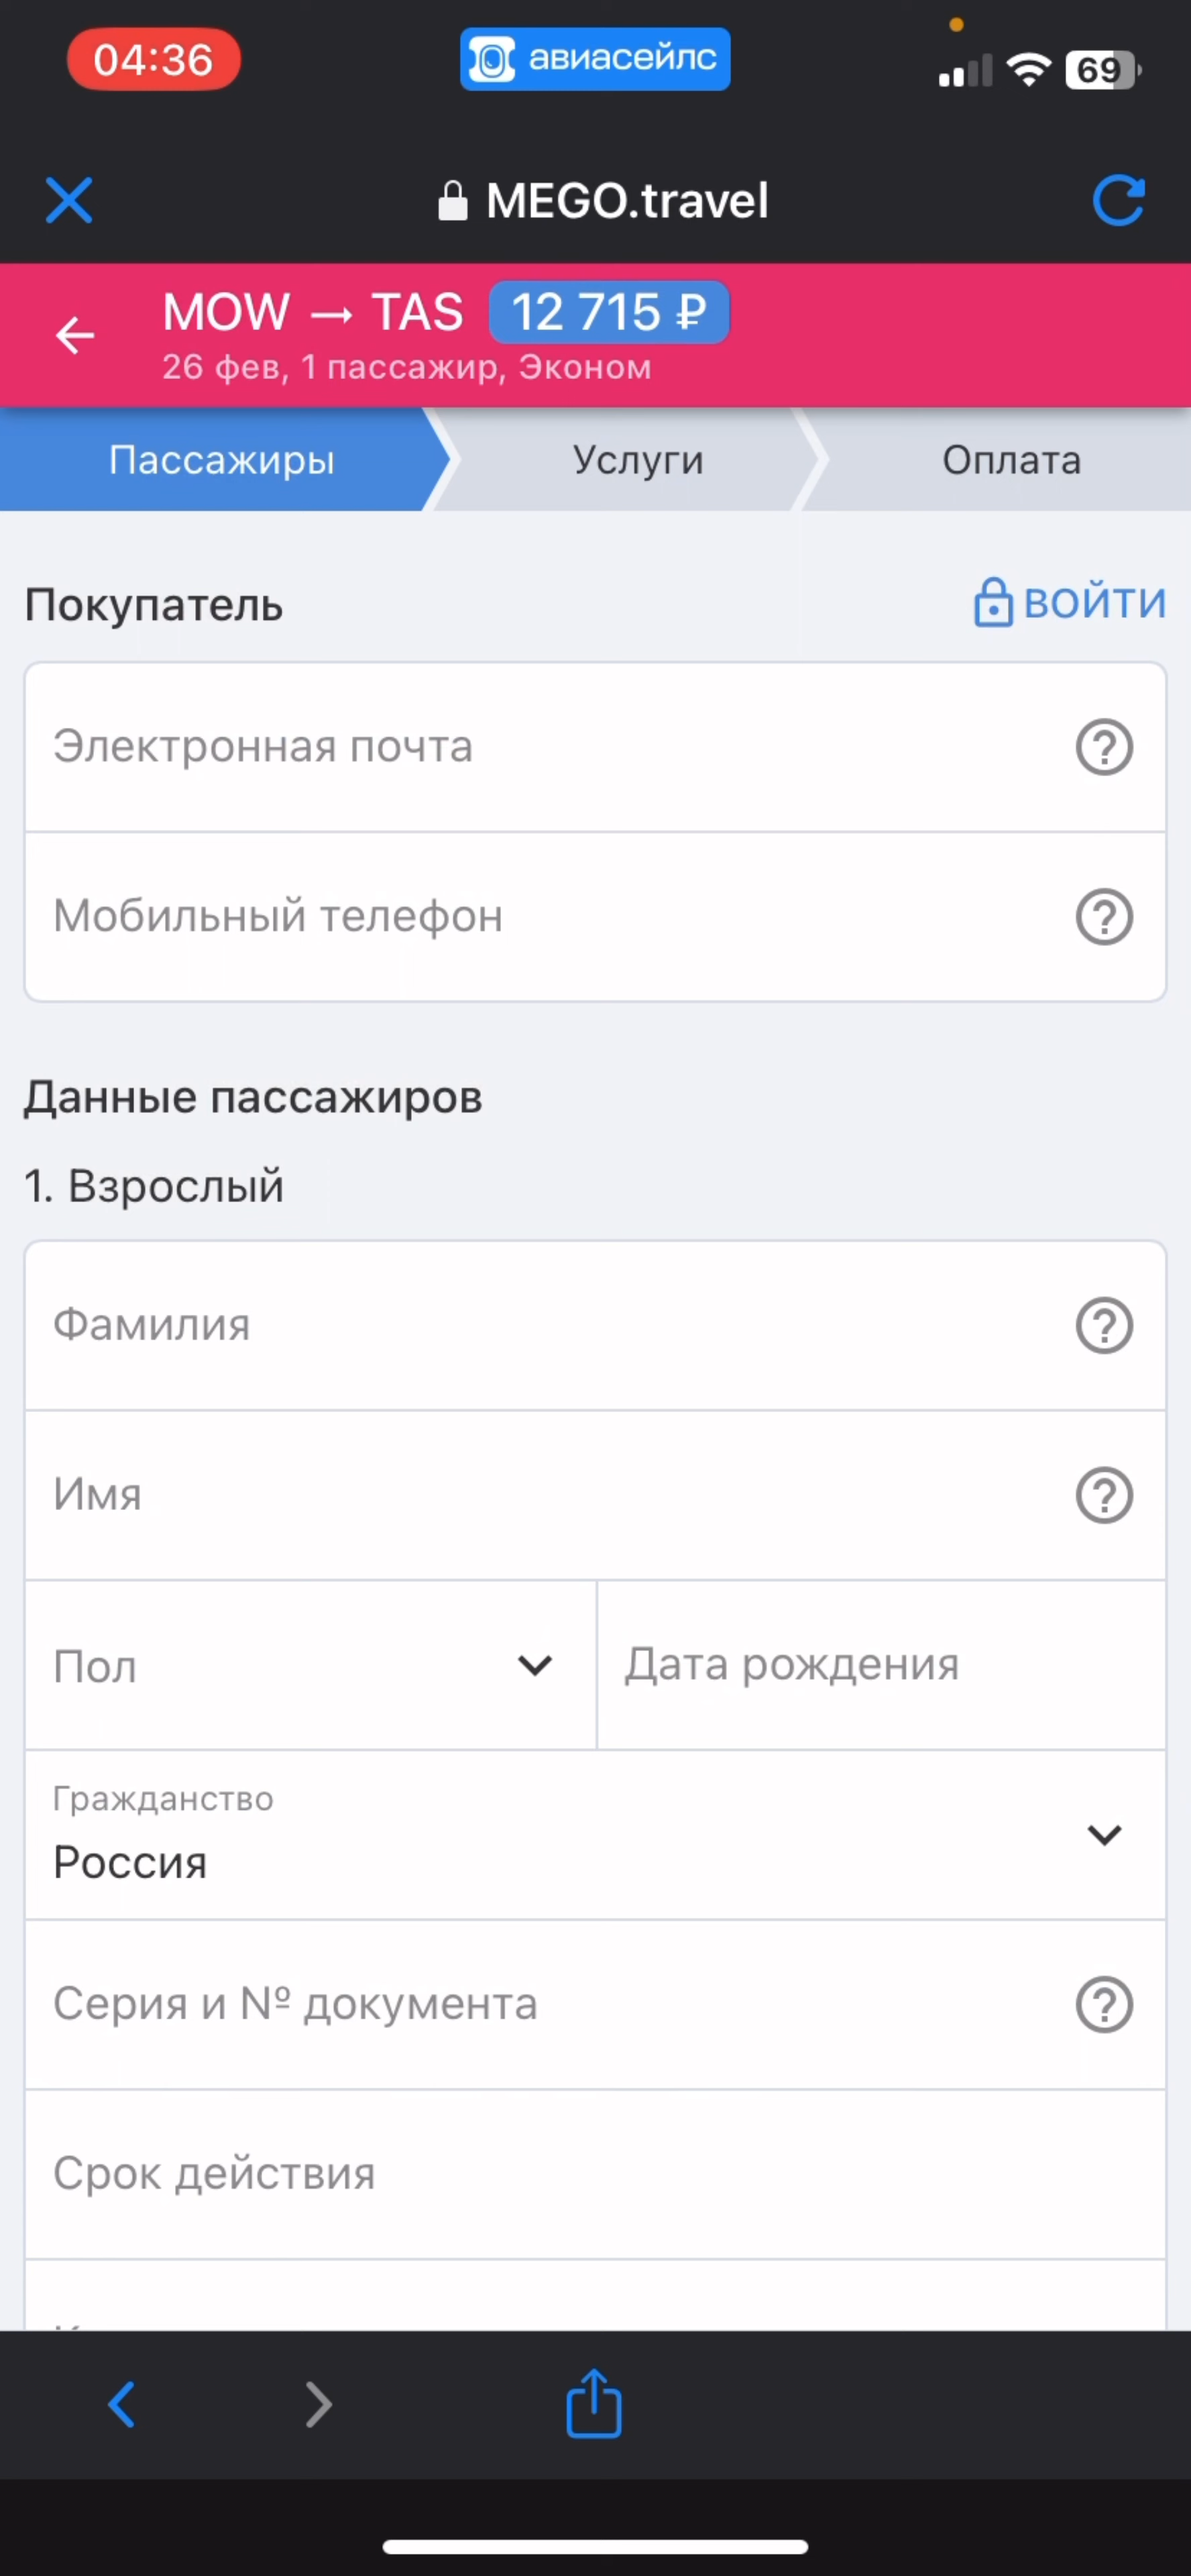 04:36
авиасейлс
69
MEGO.travel
MOW → TAS 12 715 ₽
26 фев, 1 пассажир, Эконом
Пассажиры
Услуги
Оплата
Покупатель
ВОЙТИ
Электронная почта
Мобильный телефон
Данные пассажиров
1. Взрослый
Фамилия
Имя
Пол
Дата рождения
Гражданство
Россия
Серия и № документа
Срок действия